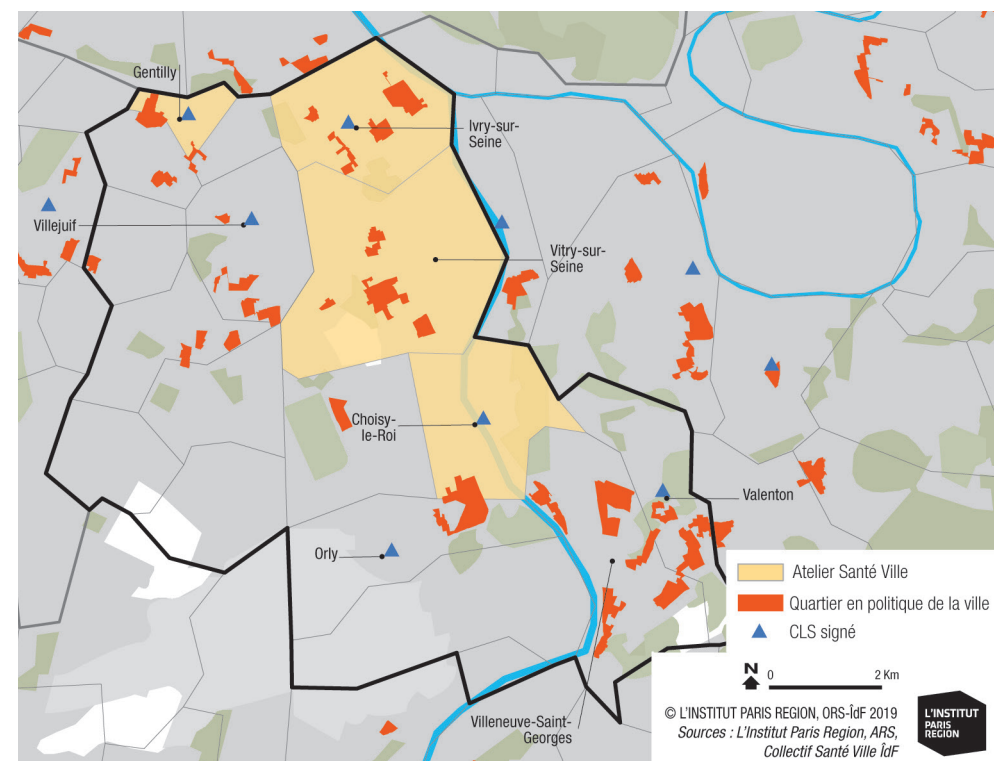 Gentilly
Ivry-sur-
Seine
Villejuif
Vitry-sur-
Seine
Choisy-
le-Roi
Valenton
Orly
Villeneuve-Saint-
Georges
Atelier Santé Ville
Quartier en politique de la ville
CLS signé
N
0 2 Km
© L'INSTITUT PARIS REGION, ORS-ÎdF 2019
Sources : L'Institut Paris Region, ARS,
Collectif Santé Ville ÎdF
L'INSTITUT
PARIS
REGION